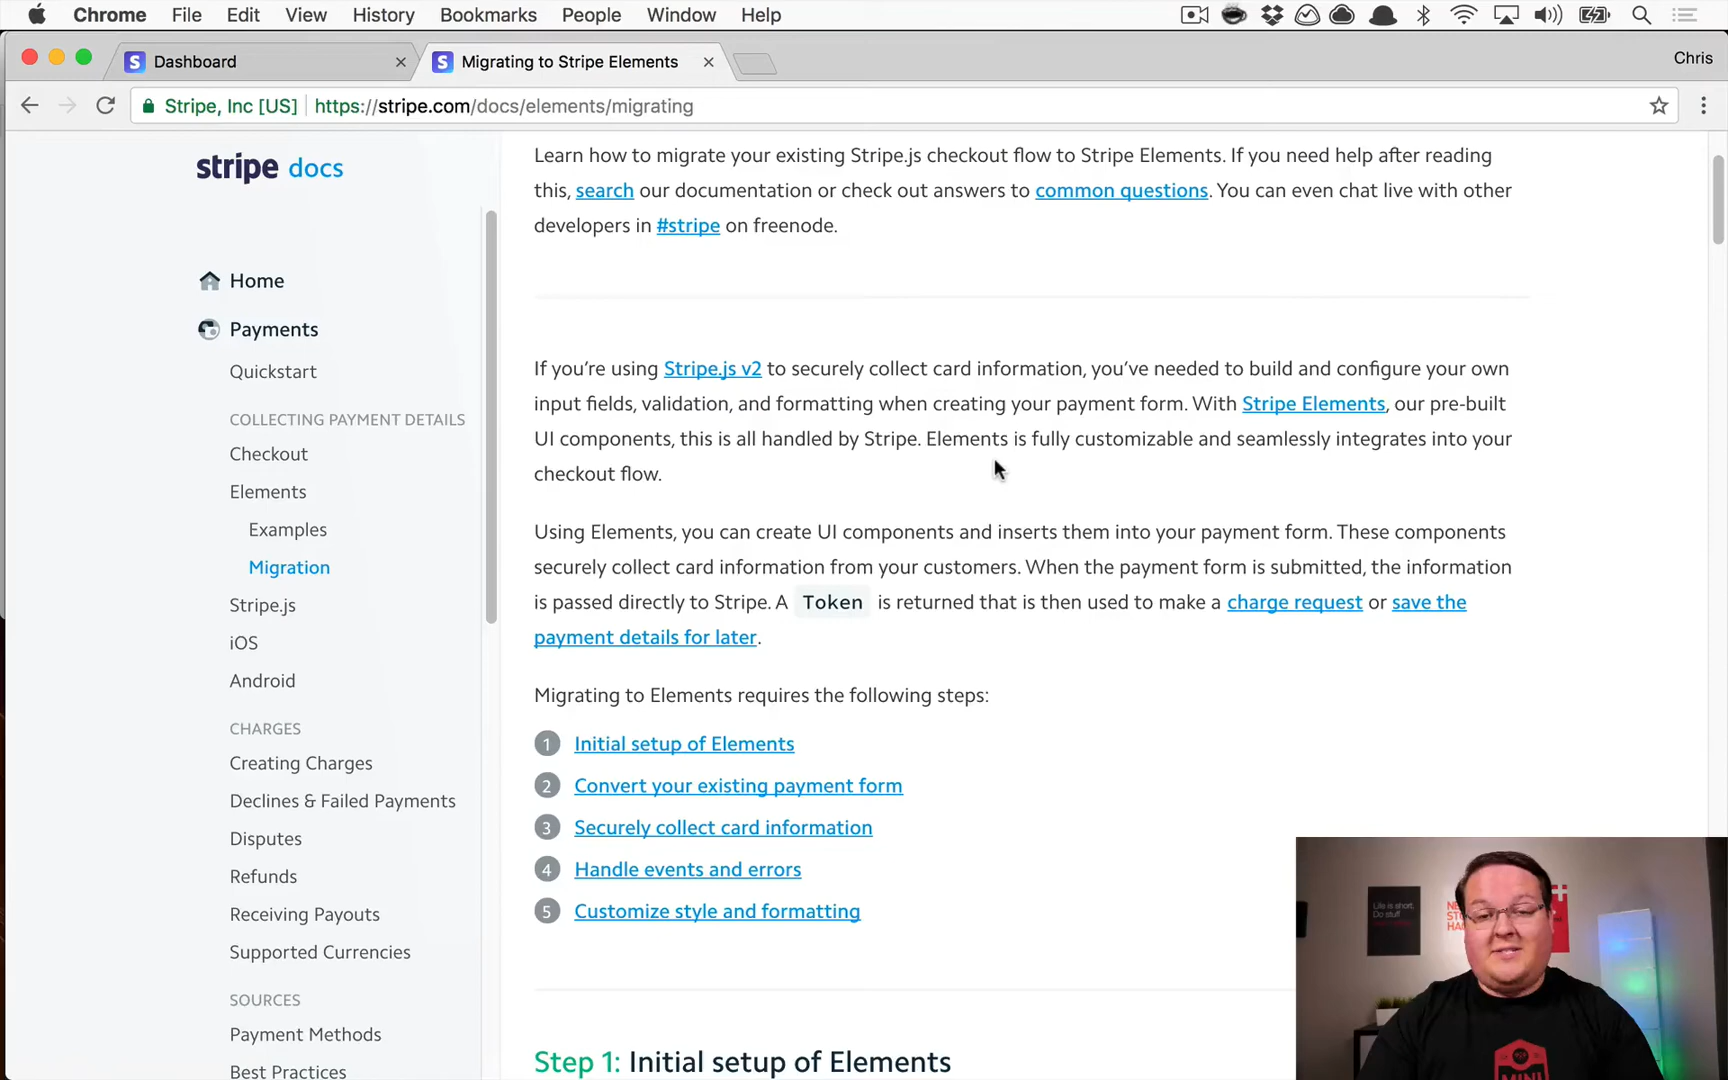 Chrome File Edit View History Bookmarks People Window Help
Dashboard
Migrating to Stripe Elements
Chris
Stripe, Inc [US] https://stripe.com/docs/elements/migrating
stripe docs
Home
Payments
Quickstart
COLLECTING PAYMENT DETAILS
Checkout
Elements
Examples
Migration
Stripe.js
iOS
Android
CHARGES
Creating Charges
Declines & Failed Payments
Disputes
Refunds
Receiving Payouts
Supported Currencies
SOURCES
Payment Methods
Best Practices
Learn how to migrate your existing Stripe.js checkout flow to Stripe Elements. If you need help after reading
this, search our documentation or check out answers to common questions. You can even chat live with other
developers in #stripe on freenode.
If you’re using Stripe.js v2 to securely collect card information, you’ve needed to build and configure your own
input fields, validation, and formatting when creating your payment form. With Stripe Elements, our pre-built
UI components, this is all handled by Stripe. Elements is fully customizable and seamlessly integrates into your
checkout flow.
Using Elements, you can create UI components and inserts them into your payment form. These components
securely collect card information from your customers. When the payment form is submitted, the information
is passed directly to Stripe. A Token is returned that is then used to make a charge request or save the
payment details for later.
Migrating to Elements requires the following steps:
1 Initial setup of Elements
2 Convert your existing payment form
3 Securely collect card information
4 Handle events and errors
5 Customize style and formatting
Step 1: Initial setup of Elements
Life is short.
Do stuff
MINI